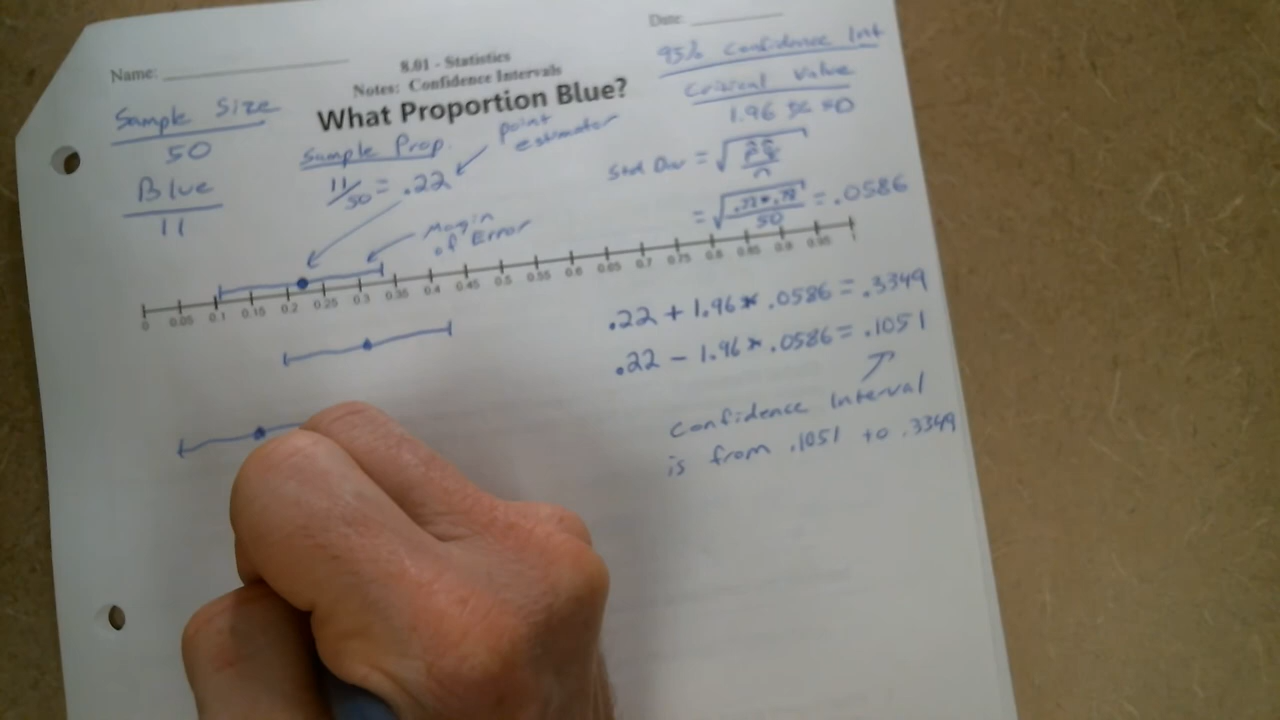 Name: ____________
Date: ________
8.01 - Statistics
Notes: Confidence Intervals
What Proportion Blue?
Sample Size
50
Blue
11
Sample Prop.
11/50 = .22
point
estimator
Margin
of Error
95% Confidence Int
Critical Value
1.96
Std Dev = √(p̂q̂/n)
= √(.22*.78/50) = .0586
0 0.05 0.1 0.15 0.2 0.25 0.3 0.35 0.4 0.45 0.5 0.55 0.6 0.65 0.7 0.75 0.8 0.85 0.9 0.95 1
.22 + 1.96 * .0586 = .3349
.22 - 1.96 * .0586 = .1051
Confidence Interval
is from .1051 to .3349